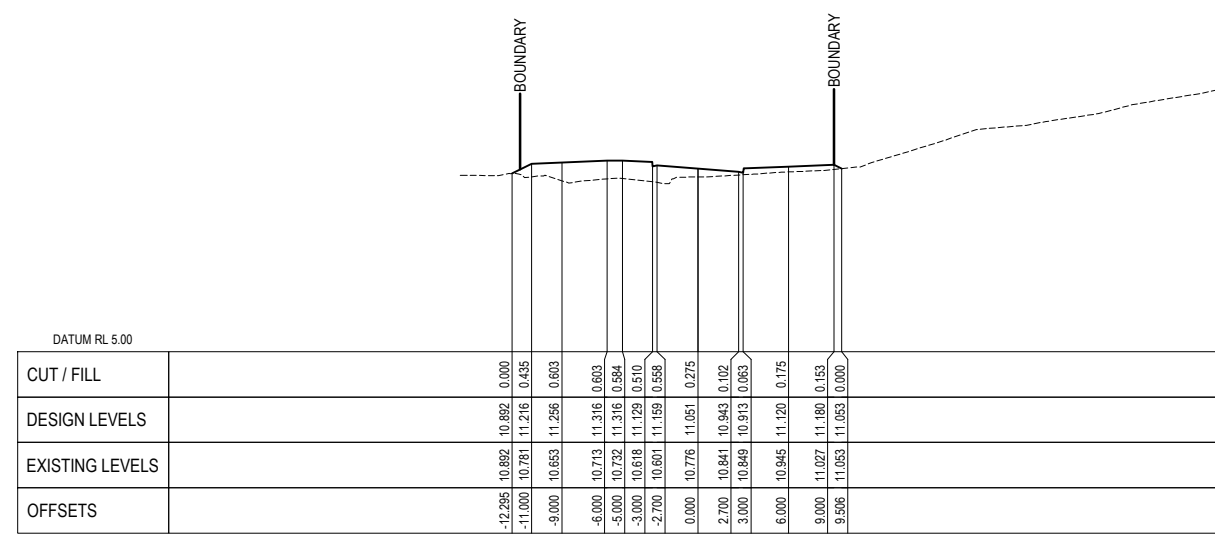 BOUNDARY
BOUNDARY
DATUM RL 5.00
CUT / FILL 0.000 0.435 0.603 0.603 0.584 0.510 0.558 0.275 0.102 0.063 0.175 0.153 0.000
DESIGN LEVELS 10.892 11.216 11.256 11.316 11.316 11.129 11.159 11.051 10.943 10.913 11.120 11.180 11.053
EXISTING LEVELS 10.892 10.781 10.653 10.713 10.732 10.618 10.601 10.776 10.841 10.849 10.945 11.027 11.053
OFFSETS -12.295 -11.000 -9.000 -6.000 -5.000 -3.000 -2.700 0.000 2.700 3.000 6.000 9.000 9.506